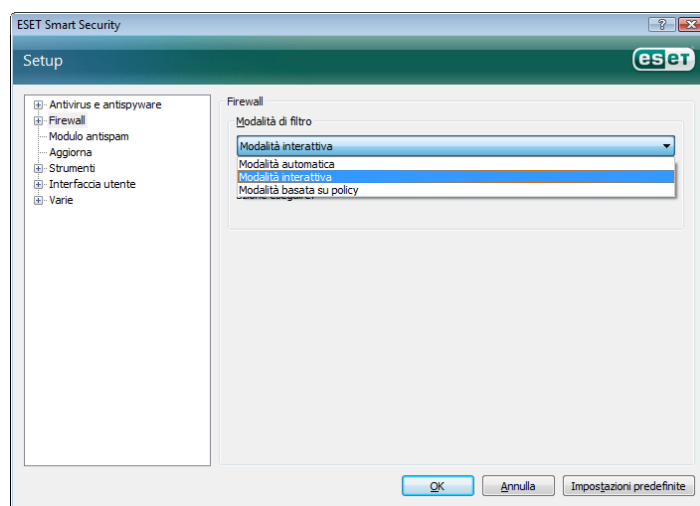 ESET Smart Security
Setup
eset
Antivirus e antispyware
Firewall
Modulo antispam
Aggiorna
Strumenti
Interfaccia utente
Varie
Firewall
Modalità di filtro
Modalità interattiva
Modalità automatica
Modalità interattiva
Modalità basata su policy
OK
Annulla
Impostazioni predefinite